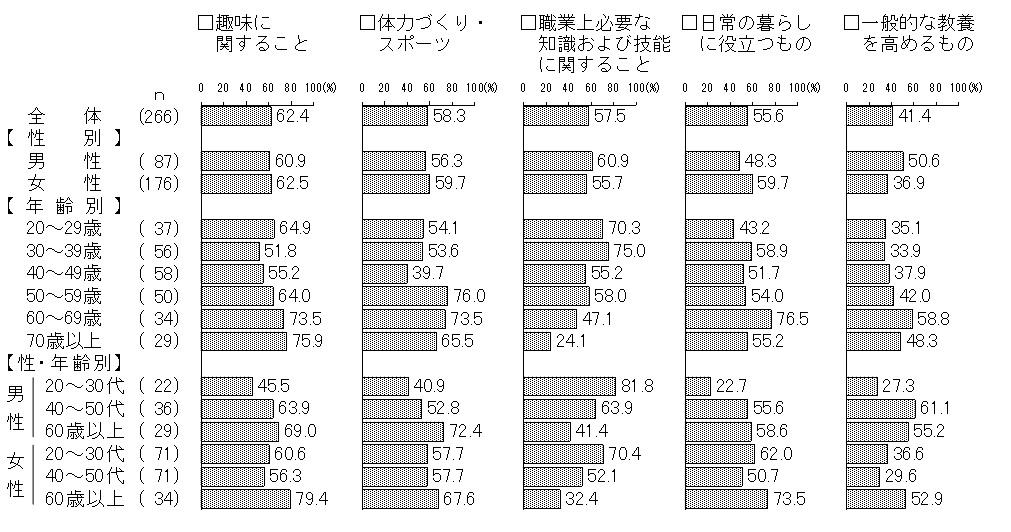 □趣味に □体力づくり・ □職業上必要な □日常の暮らし □一般的な教養
関すること スポーツ 知識および技能 に役立つもの を高めるもの
に関すること
0 20 40 60 80 100(%) 0 20 40 60 80 100(%) 0 20 40 60 80 100(%) 0 20 40 60 80 100(%) 0 20 40 60 80 100(%)
n
全体 (266) 62.4 58.3 57.5 55.6 41.4
【性別】
男性 ( 87) 60.9 56.3 60.9 48.3 50.6
女性 (176) 62.5 59.7 55.7 59.7 36.9
【年齢別】
20～29歳 ( 37) 64.9 54.1 70.3 43.2 35.1
30～39歳 ( 56) 51.8 53.6 75.0 58.9 33.9
40～49歳 ( 58) 55.2 39.7 55.2 51.7 37.9
50～59歳 ( 50) 64.0 76.0 58.0 54.0 42.0
60～69歳 ( 34) 73.5 73.5 47.1 76.5 58.8
70歳以上 ( 29) 75.9 65.5 24.1 55.2 48.3
【性・年齢別】
男性 20～30代 ( 22) 45.5 40.9 81.8 22.7 27.3
40～50代 ( 36) 63.9 52.8 63.9 55.6 61.1
60歳以上 ( 29) 69.0 72.4 41.4 58.6 55.2
女性 20～30代 ( 71) 60.6 57.7 70.4 62.0 36.6
40～50代 ( 71) 56.3 57.7 52.1 50.7 29.6
60歳以上 ( 34) 79.4 67.6 32.4 73.5 52.9